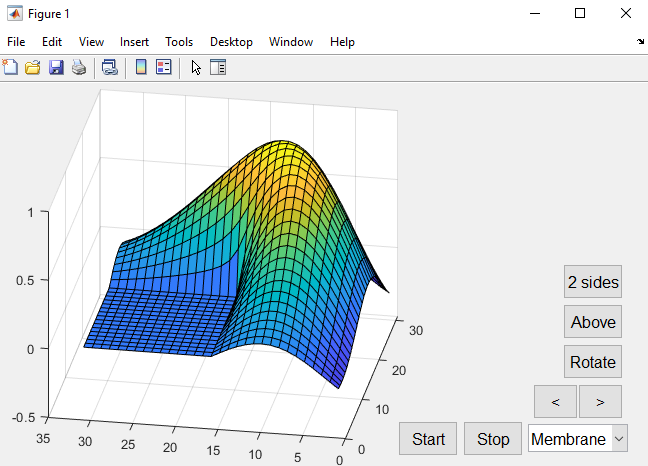 Figure 1
File Edit View Insert Tools Desktop Window Help
1
0.5
0
-0.5
35 30 25 20 15 10 5 0
0
10
20
30
2 sides
Above
Rotate
< >
Start Stop Membrane